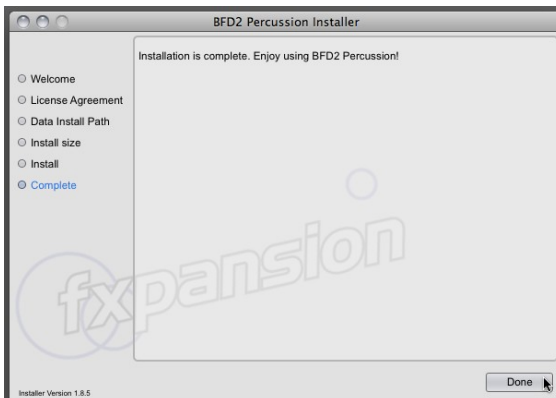 BFD2 Percussion Installer
Installation is complete. Enjoy using BFD2 Percussion!
Welcome
License Agreement
Data Install Path
Install size
Install
Complete
fxpansion
Done
Installer Version 1.8.5